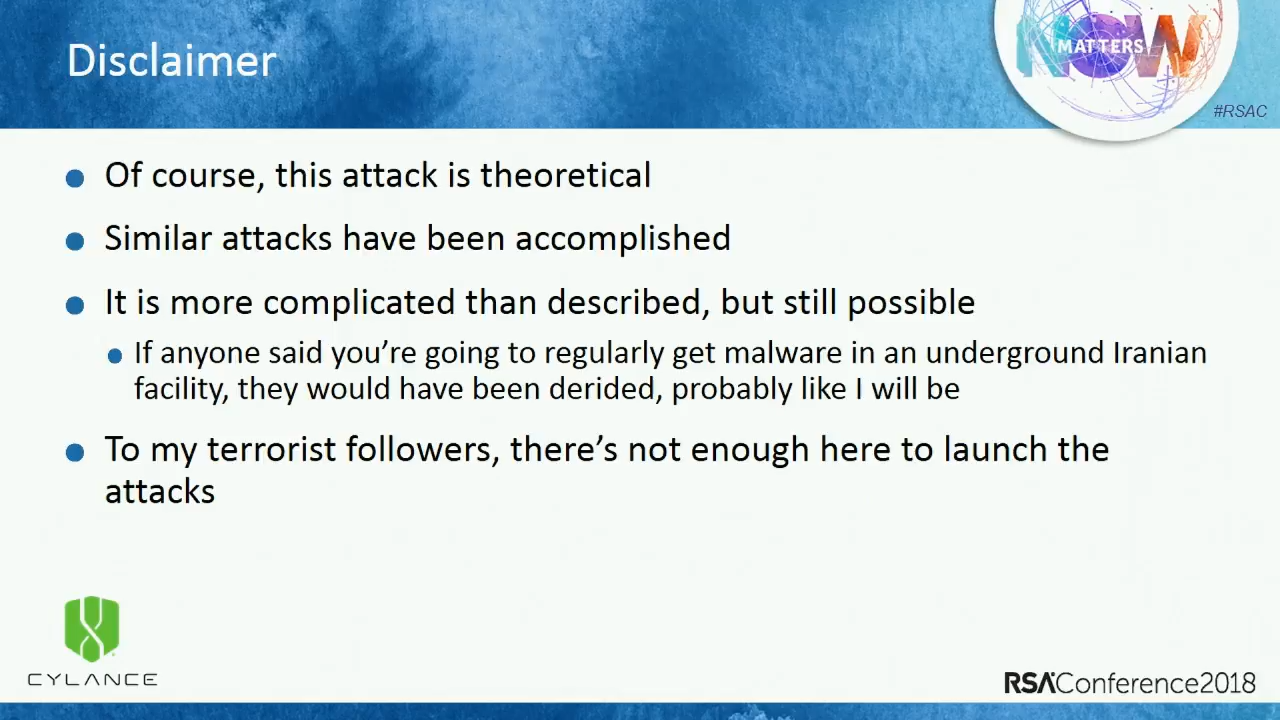 Disclaimer
NOW
MATTERS
#RSAC
Of course, this attack is theoretical
Similar attacks have been accomplished
It is more complicated than described, but still possible
If anyone said you’re going to regularly get malware in an underground Iranian
facility, they would have been derided, probably like I will be
To my terrorist followers, there’s not enough here to launch the
attacks
CYLANCE
RSAConference2018